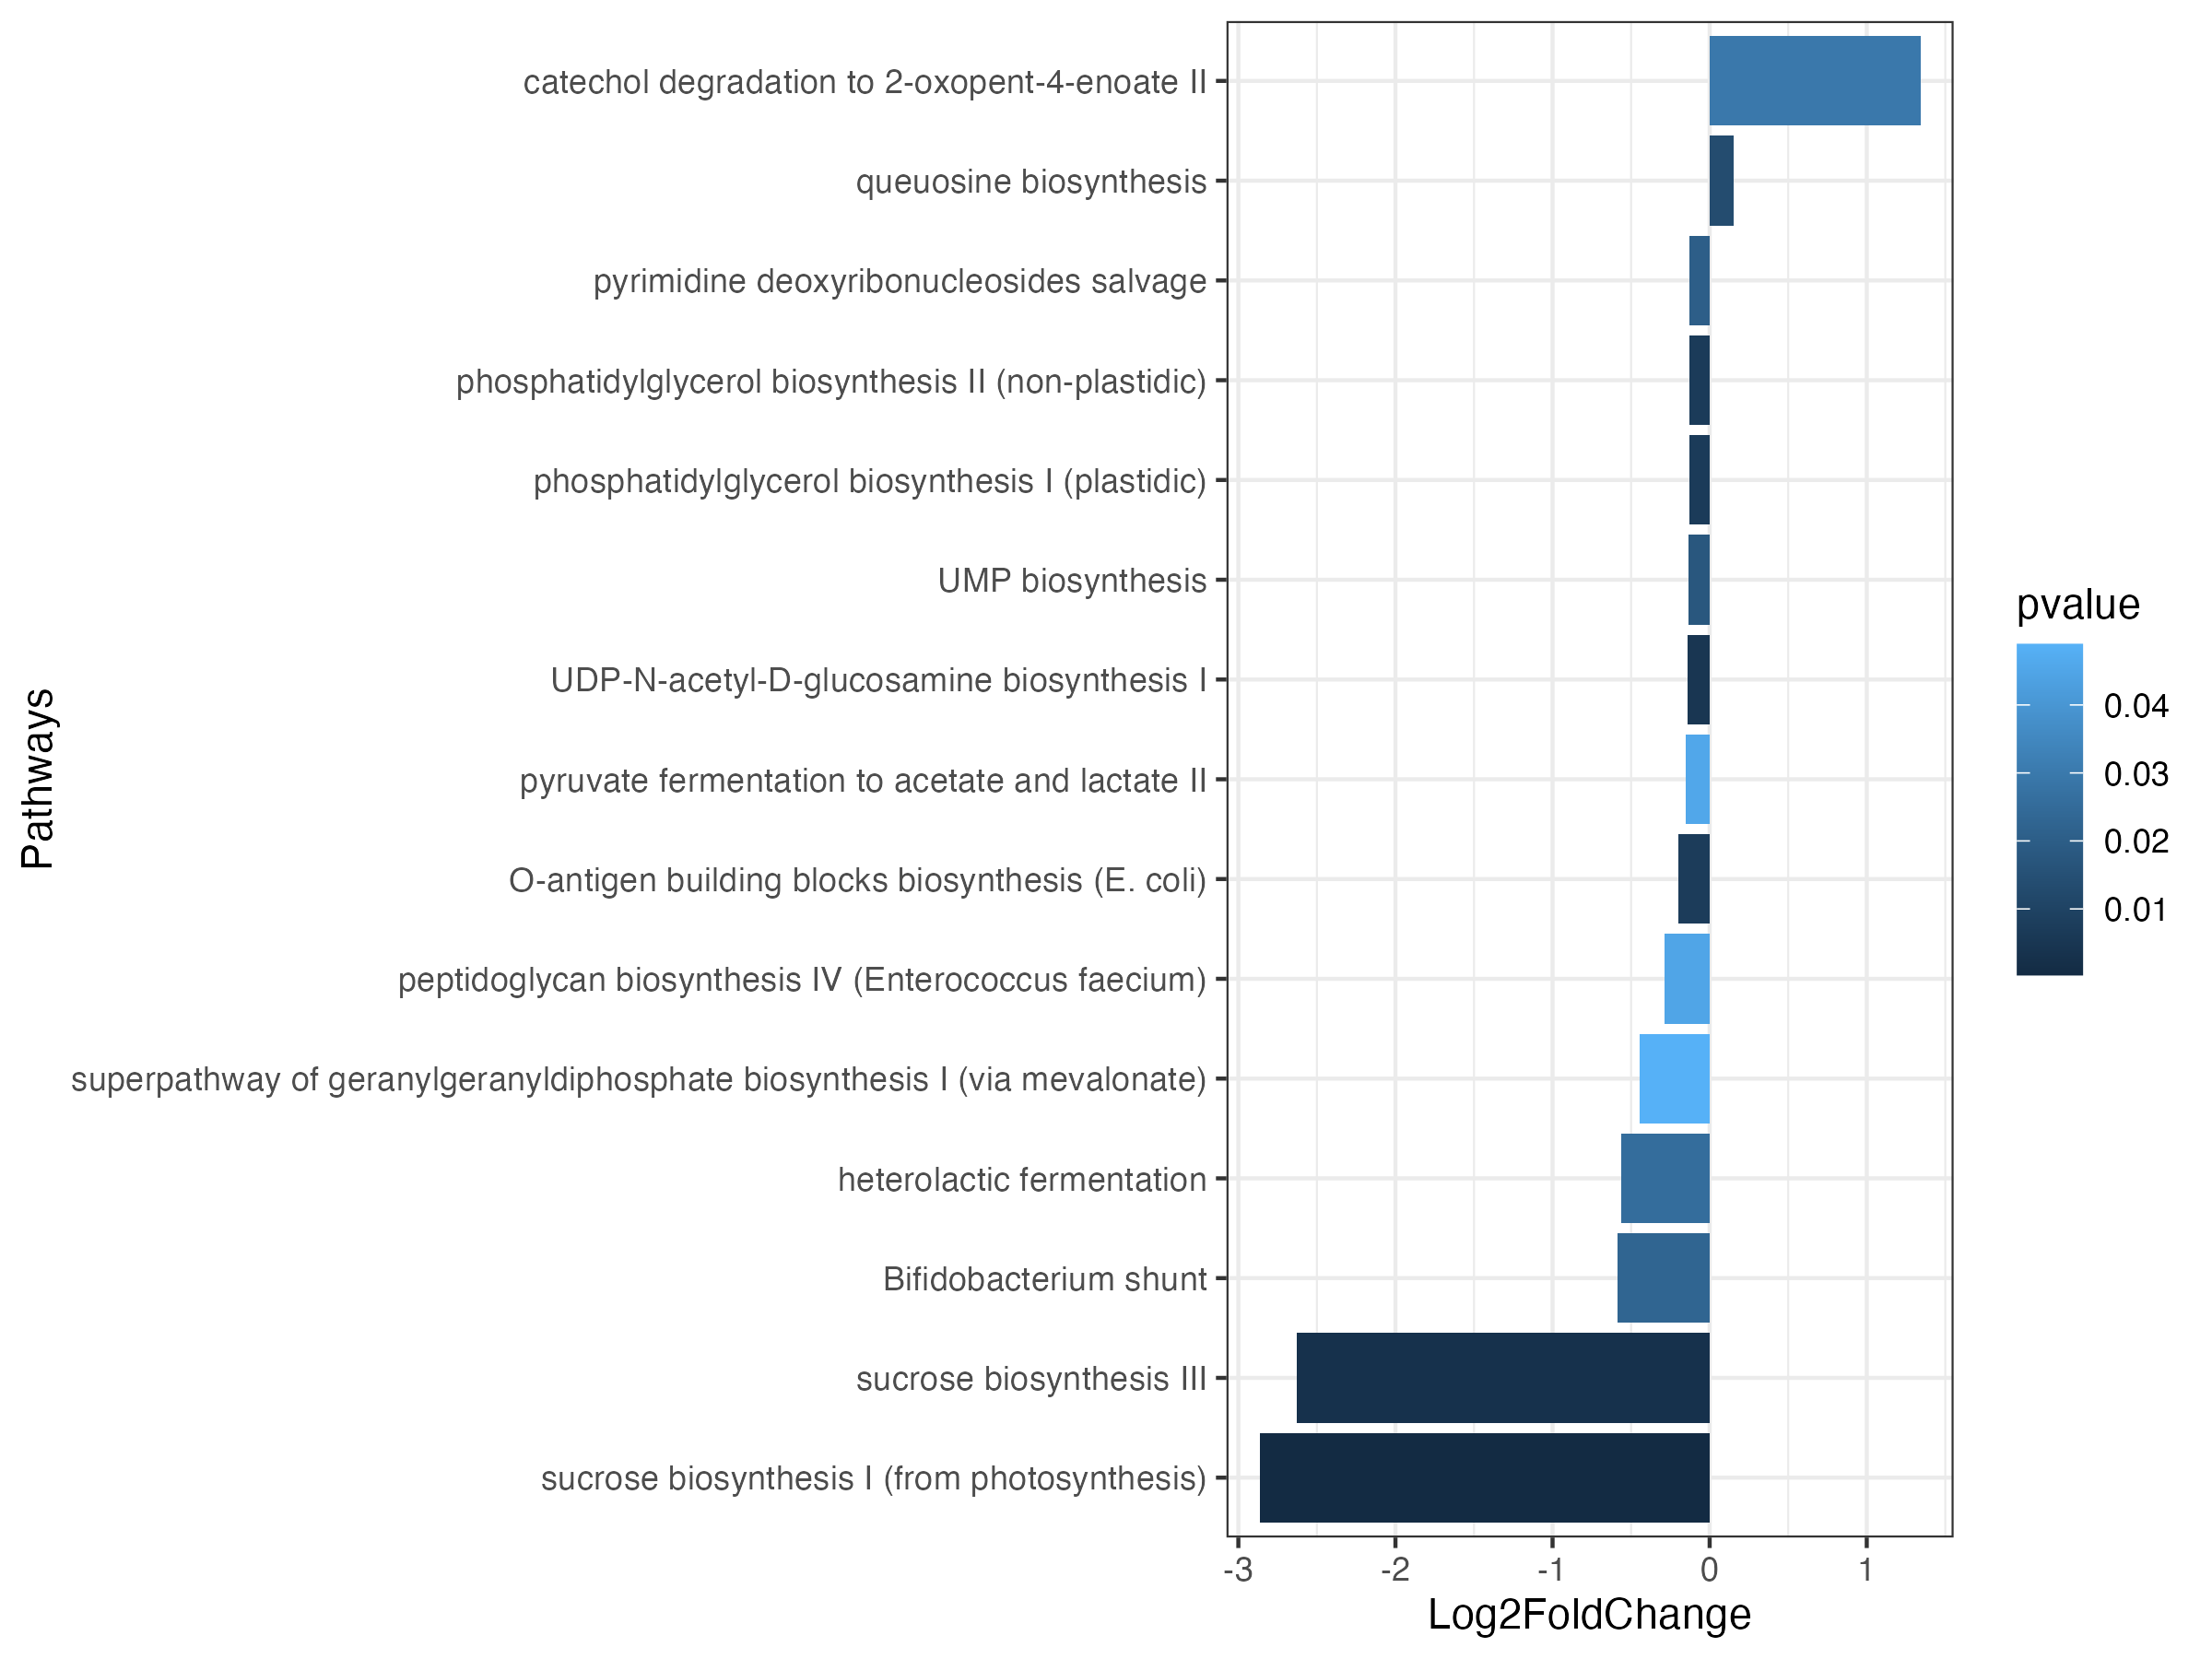 catechol degradation to 2-oxopent-4-enoate II
queuosine biosynthesis
pyrimidine deoxyribonucleosides salvage
phosphatidylglycerol biosynthesis II (non-plastidic)
phosphatidylglycerol biosynthesis I (plastidic)
UMP biosynthesis
UDP-N-acetyl-D-glucosamine biosynthesis I
pyruvate fermentation to acetate and lactate II
O-antigen building blocks biosynthesis (E. coli)
peptidoglycan biosynthesis IV (Enterococcus faecium)
superpathway of geranylgeranyldiphosphate biosynthesis I (via mevalonate)
heterolactic fermentation
Bifidobacterium shunt
sucrose biosynthesis III
sucrose biosynthesis I (from photosynthesis)
Pathways
-3 -2 -1 0 1
Log2FoldChange
pvalue
0.04
0.03
0.02
0.01